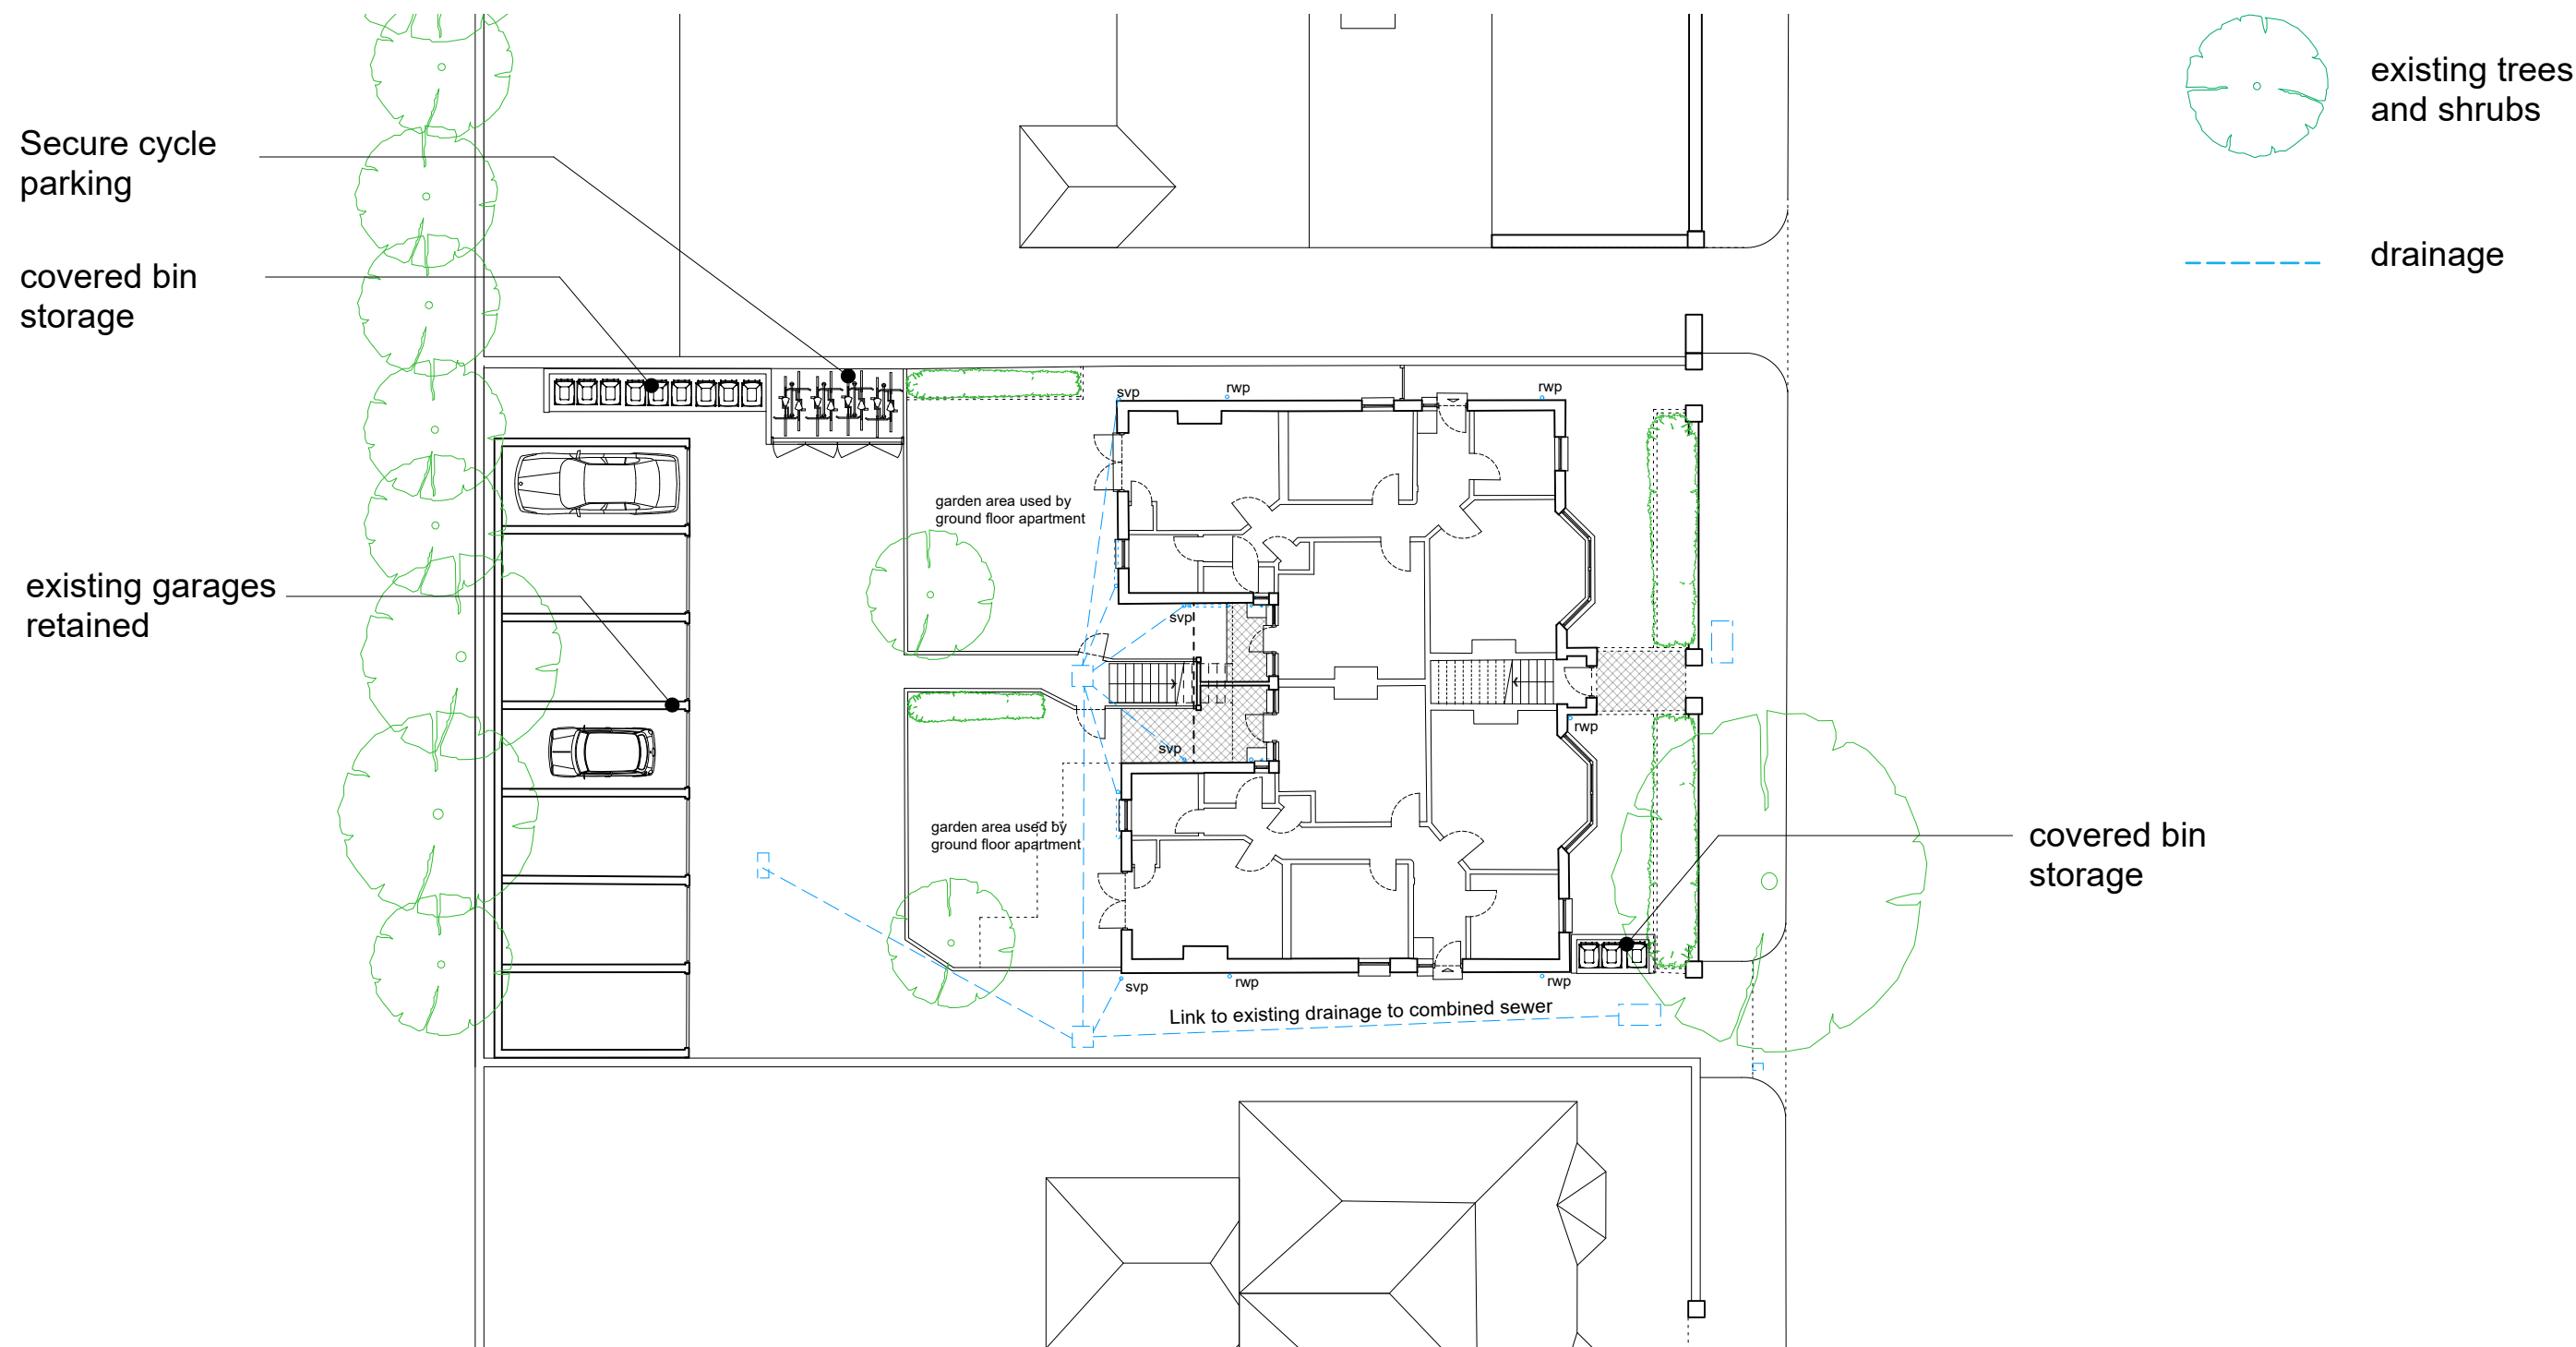 existing trees
and shrubs
drainage
Secure cycle
parking
covered bin
storage
existing garages
retained
svp
rwp
rwp
garden area used by
ground floor apartment
svp
rwp
svp
garden area used by
ground floor apartment
covered bin
storage
svp
rwp
rwp
Link to existing drainage to combined sewer